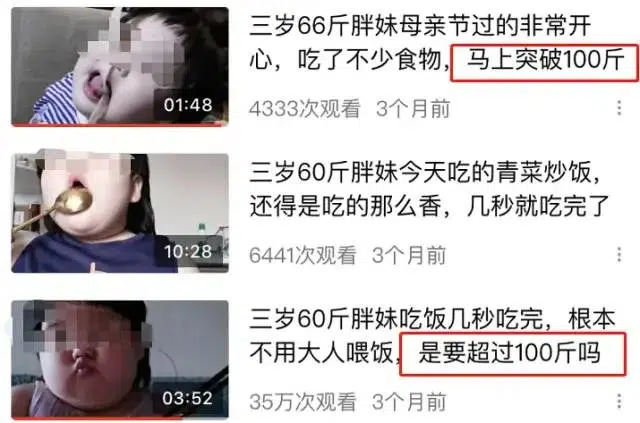 三岁66斤胖妹母亲节过的非常开
心，吃了不少食物，马上突破100斤
01:48
4333次观看 3个月前
三岁60斤胖妹今天吃的青菜炒饭，
还得是吃的那么香，几秒就吃完了
10:28
6441次观看 3个月前
三岁60斤胖妹吃饭几秒吃完，根本
不用大人喂饭，是要超过100斤吗
03:52
35万次观看 3个月前